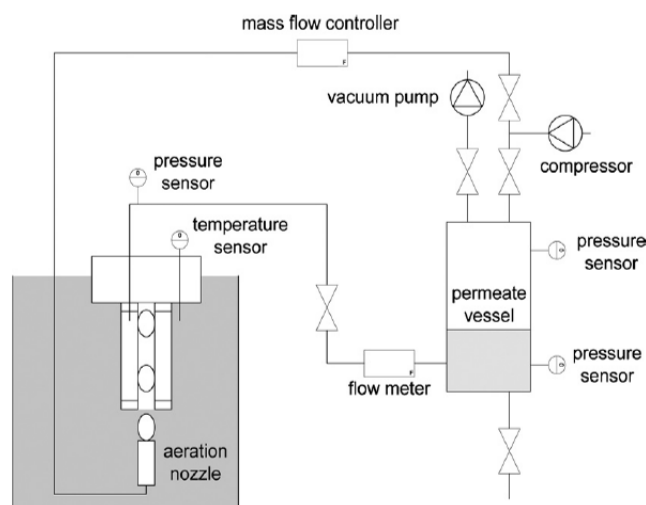 mass flow controller
F
vacuum pump
compressor
pressure
sensor
temperature
sensor
pressure
sensor
permeate
vessel
pressure
sensor
F
flow meter
aeration
nozzle